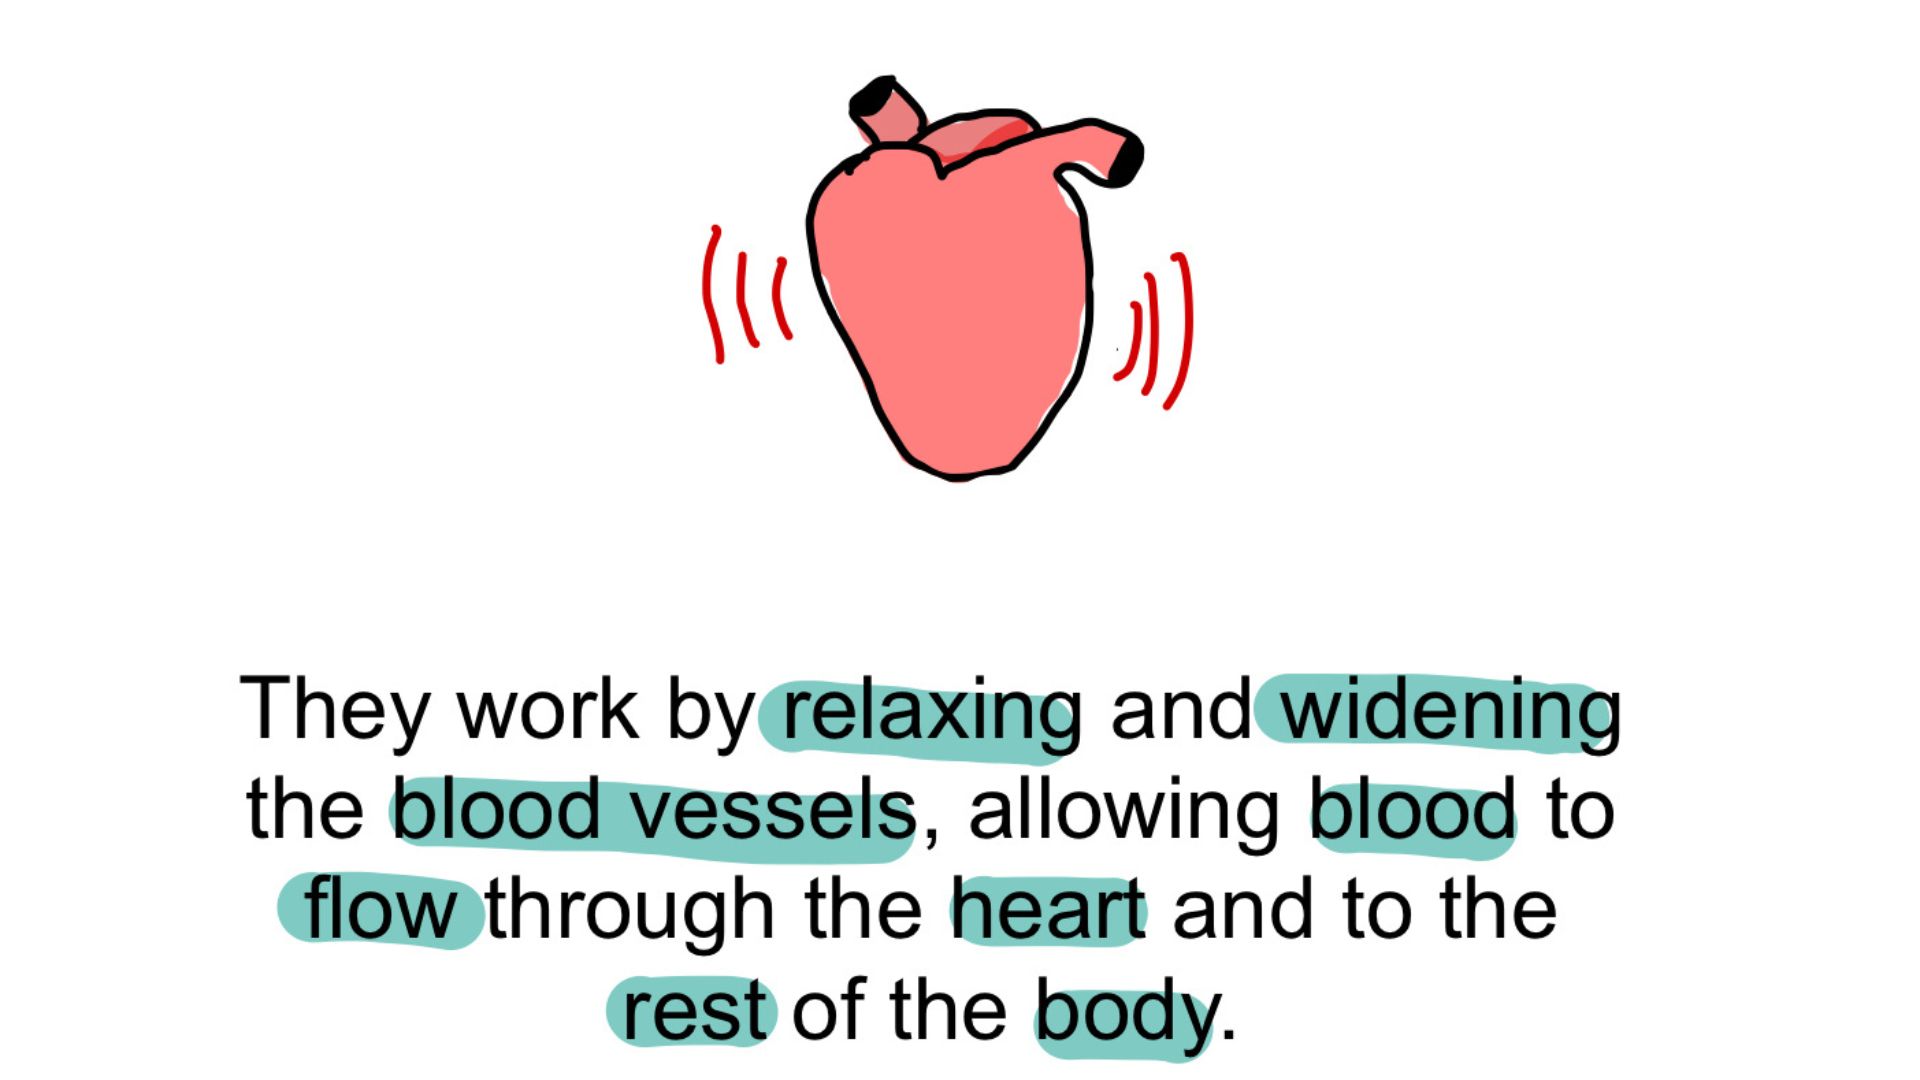 They work by relaxing and widening
the blood vessels, allowing blood to
flow through the heart and to the
rest of the body.